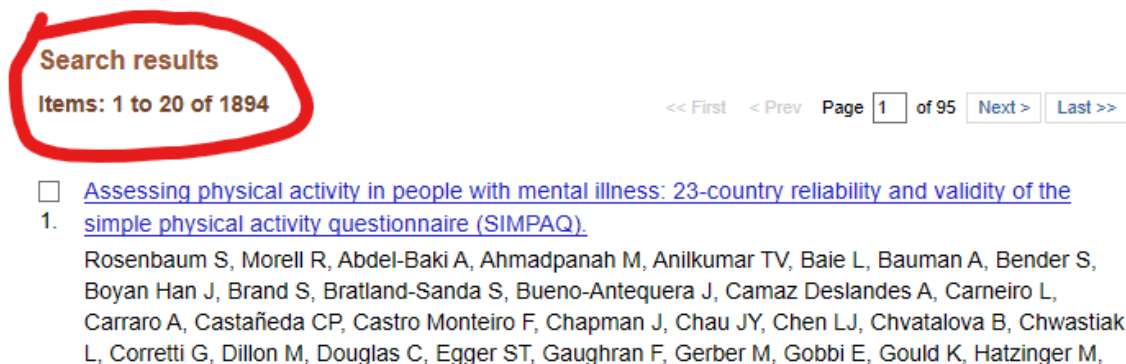 Search results
Items: 1 to 20 of 1894
<< First < Prev Page 1 of 95 Next > Last >>
Assessing physical activity in people with mental illness: 23-country reliability and validity of the
1. simple physical activity questionnaire (SIMPAQ).
Rosenbaum S, Morell R, Abdel-Baki A, Ahmadpanah M, Anilkumar TV, Baie L, Bauman A, Bender S,
Boyan Han J, Brand S, Bratland-Sanda S, Bueno-Antequera J, Camaz Deslandes A, Carneiro L,
Carraro A, Castañeda CP, Castro Monteiro F, Chapman J, Chau JY, Chen LJ, Chvatalova B, Chwastiak
L, Corretti G, Dillon M, Douglas C, Egger ST, Gaughran F, Gerber M, Gobbi E, Gould K, Hatzinger M,